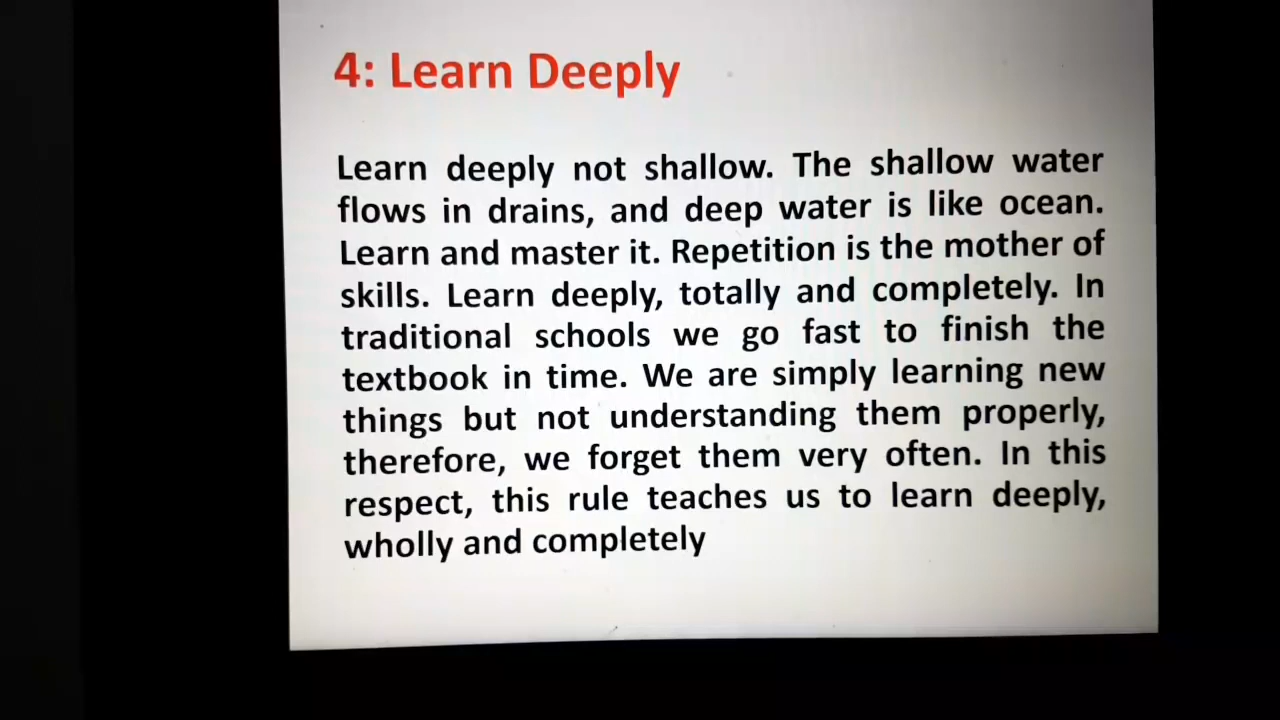 4: Learn Deeply
Learn deeply not shallow. The shallow water
flows in drains, and deep water is like ocean.
Learn and master it. Repetition is the mother of
skills. Learn deeply, totally and completely. In
traditional schools we go fast to finish the
textbook in time. We are simply learning new
things but not understanding them properly,
therefore, we forget them very often. In this
respect, this rule teaches us to learn deeply,
wholly and completely